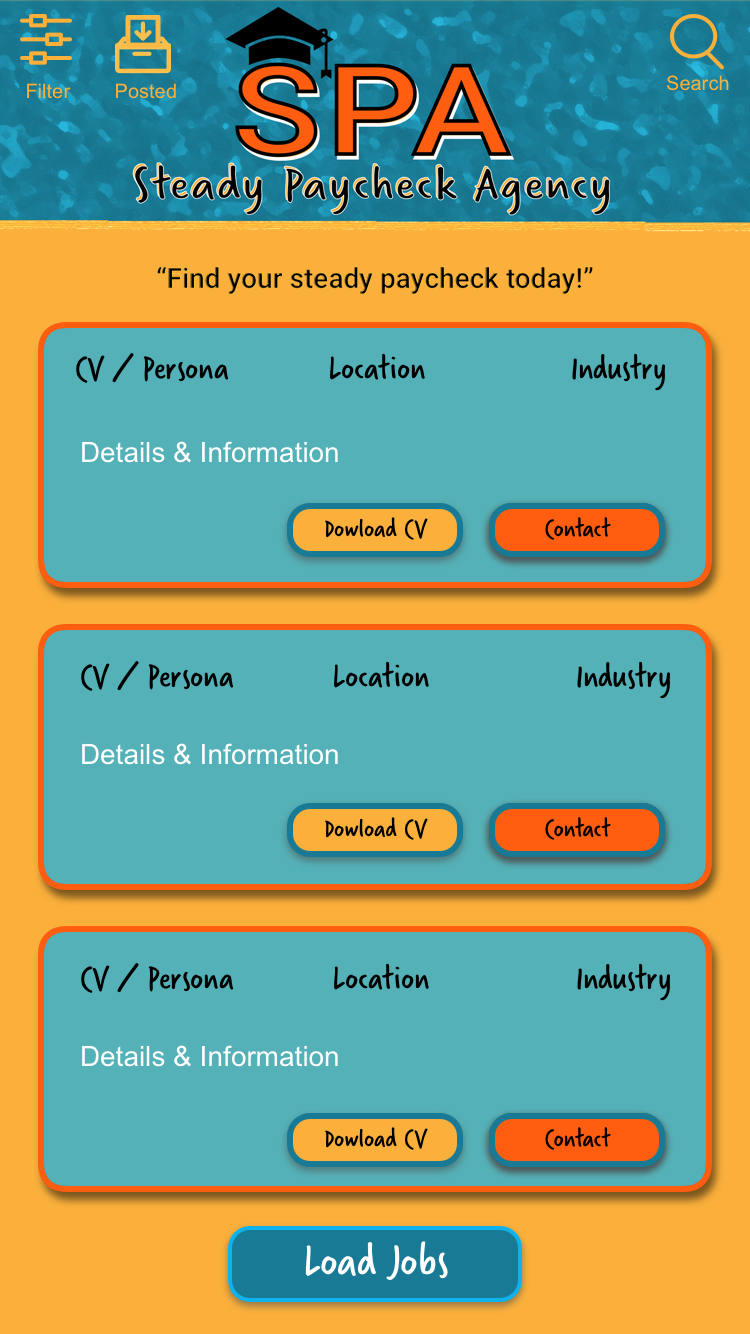 Filter
Posted
Search
SPA
Steady Paycheck Agency
“Find your steady paycheck today!”
CV / Persona Location Industry
Details & Information
Dowload CV Contact
CV / Persona Location Industry
Details & Information
Dowload CV Contact
CV / Persona Location Industry
Details & Information
Dowload CV Contact
Load Jobs